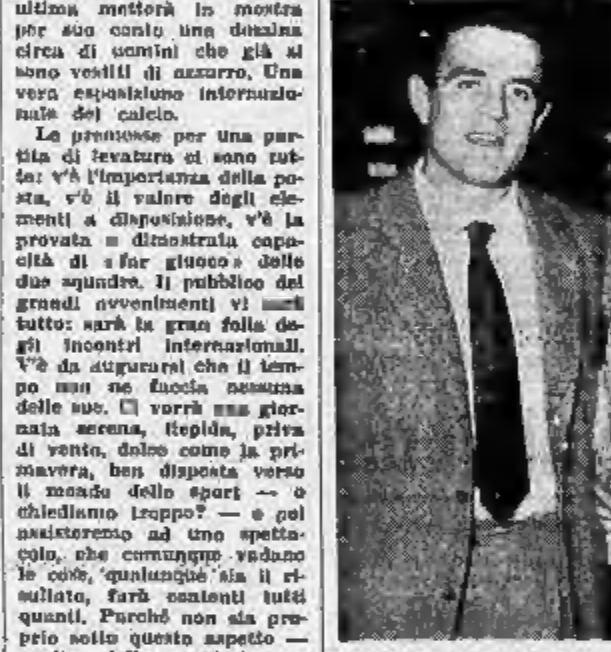 ultima metterà in mostra
per suo conto una dozzina
circa di uomini che già si
sono vestiti di azzurro. Una
vera esposizione internazio-
nale del calcio.
Le premesse per una par-
tita di levatura ci sono tut-
te: v'è l'importanza della po-
sta, v'è il valore degli ele-
menti a disposizione, v'è la
provata e dimostrata capa-
cità di «far giuoco» delle
due squadre. Il pubblico dei
grandi avvenimenti vi sarà
tutto: sarà la gran folla de-
gli incontri internazionali.
V'è da augurarsi che il tem-
po non ne faccia nessuna
delle sue. Ci vorrà una gior-
nata serena, tiepida, priva
di vento, dolce come la pri-
mavera, ben disposta verso
il mondo dello sport — o
chiediamo troppo? — e poi
assisteremo ad uno spetta-
colo, che comunque vadano
le cose, qualunque sia il ri-
sultato, farà contenti tutti
quanti. Purché non sia pro-
prio sotto questo aspetto —